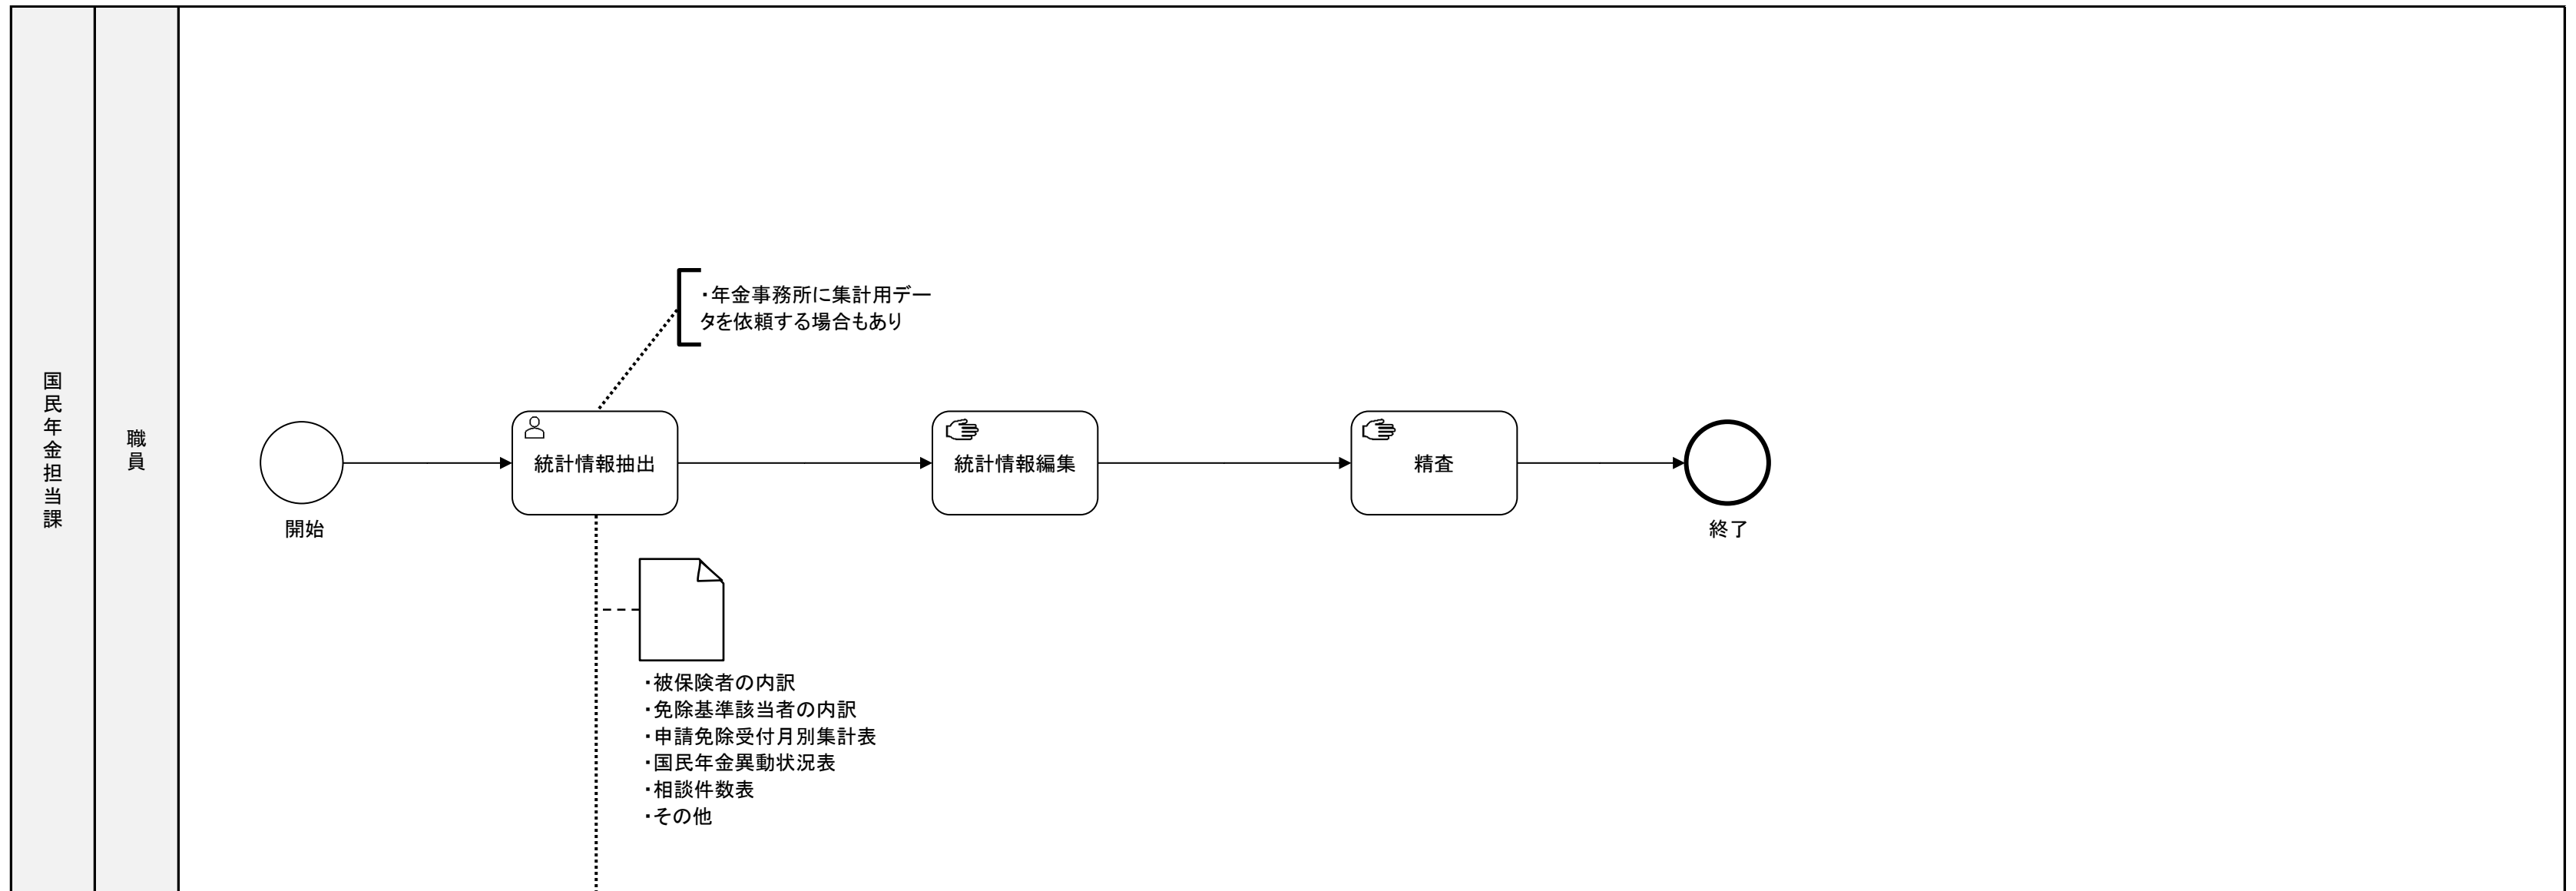 国民年金担当課
職員
・年金事務所に集計用デー
タを依頼する場合もあり
開始
統計情報抽出
統計情報編集
精査
終了
・被保険者の内訳
・免除基準該当者の内訳
・申請免除受付月別集計表
・国民年金異動状況表
・相談件数表
・その他